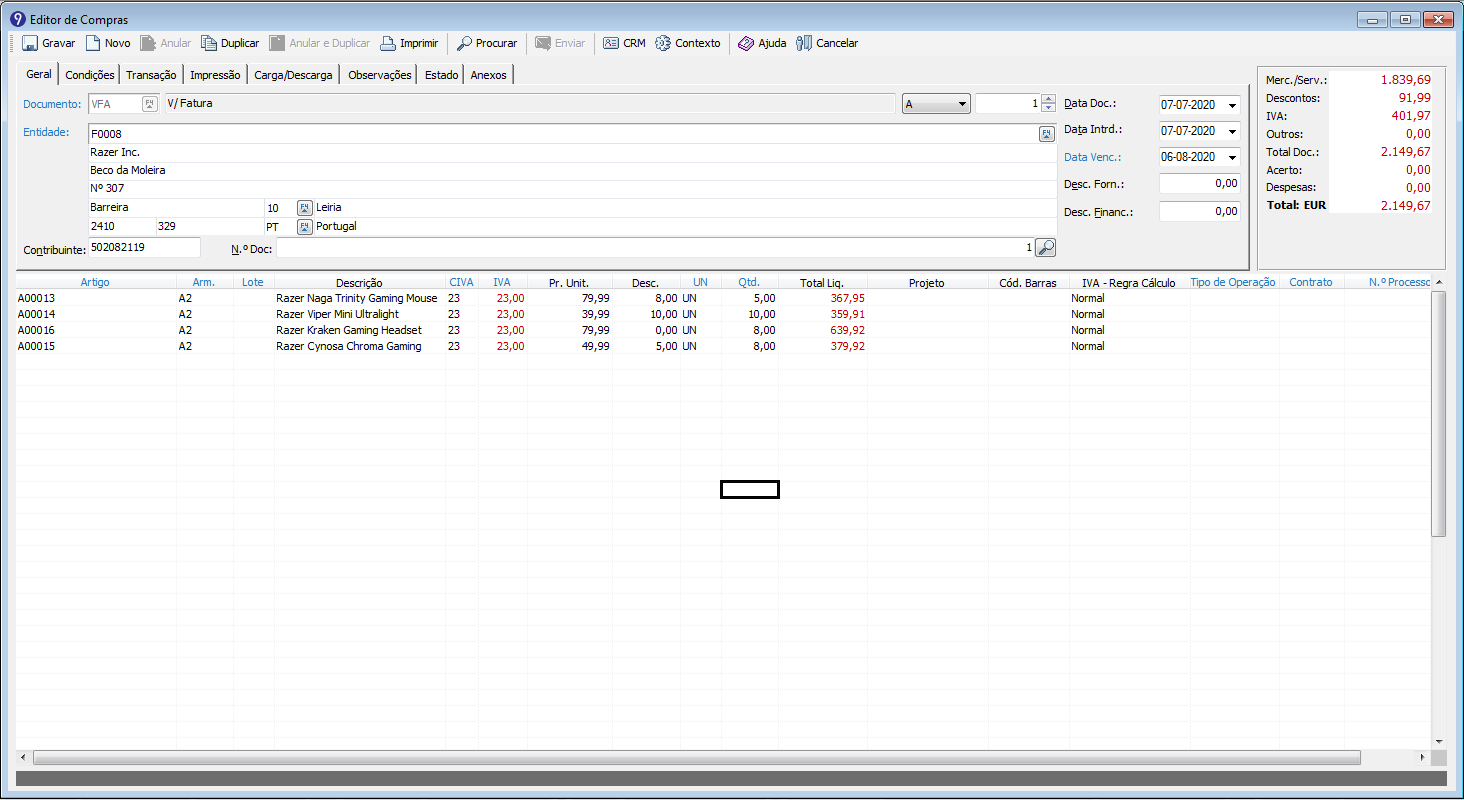 9 Editor de Compras
Gravar Novo Anular Duplicar Anular e Duplicar Imprimir Procurar Enviar CRM Contexto Ajuda Cancelar
Geral Condições Transação Impressão Carga/Descarga Observações Estado Anexos
Documento: VFA F4 V/ Fatura A 1 Data Doc.: 07-07-2020
Entidade: F0008 F4 Data Intrd.: 07-07-2020
Razer Inc. Data Venc.: 06-08-2020
Beco da Moleira
Nº 307 Desc. Forn.: 0,00
Barreira 10 F4 Leiria Desc. Financ.: 0,00
2410 329 PT F4 Portugal
Contribuinte: 502082119 N.º Doc: 1
Merc./Serv.: 1.839,69
Descontos: 91,99
IVA: 401,97
Outros: 0,00
Total Doc.: 2.149,67
Acerto: 0,00
Despesas: 0,00
Total: EUR 2.149,67
Artigo Arm. Lote Descrição CIVA IVA Pr. Unit. Desc. UN Qtd. Total Liq. Projeto Cód. Barras IVA - Regra Cálculo Tipo de Operação Contrato N.º Processo
A00013 A2 Razer Naga Trinity Gaming Mouse 23 23,00 79,99 8,00 UN 5,00 367,95 Normal
A00014 A2 Razer Viper Mini Ultralight 23 23,00 39,99 10,00 UN 10,00 359,91 Normal
A00016 A2 Razer Kraken Gaming Headset 23 23,00 79,99 0,00 UN 8,00 639,92 Normal
A00015 A2 Razer Cynosa Chroma Gaming 23 23,00 49,99 5,00 UN 8,00 379,92 Normal